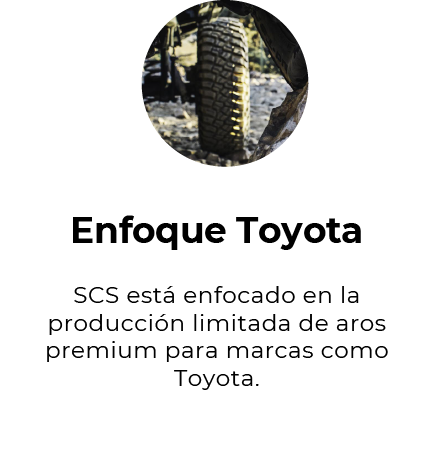 Enfoque Toyota
SCS está enfocado en la
producción limitada de aros
premium para marcas como
Toyota.